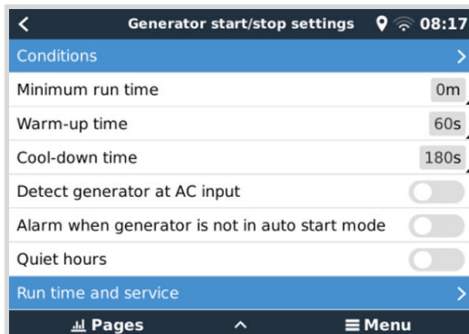 Generator start/stop settings 08:17
Conditions
Minimum run time 0m
Warm-up time 60s
Cool-down time 180s
Detect generator at AC input
Alarm when generator is not in auto start mode
Quiet hours
Run time and service
Pages Menu